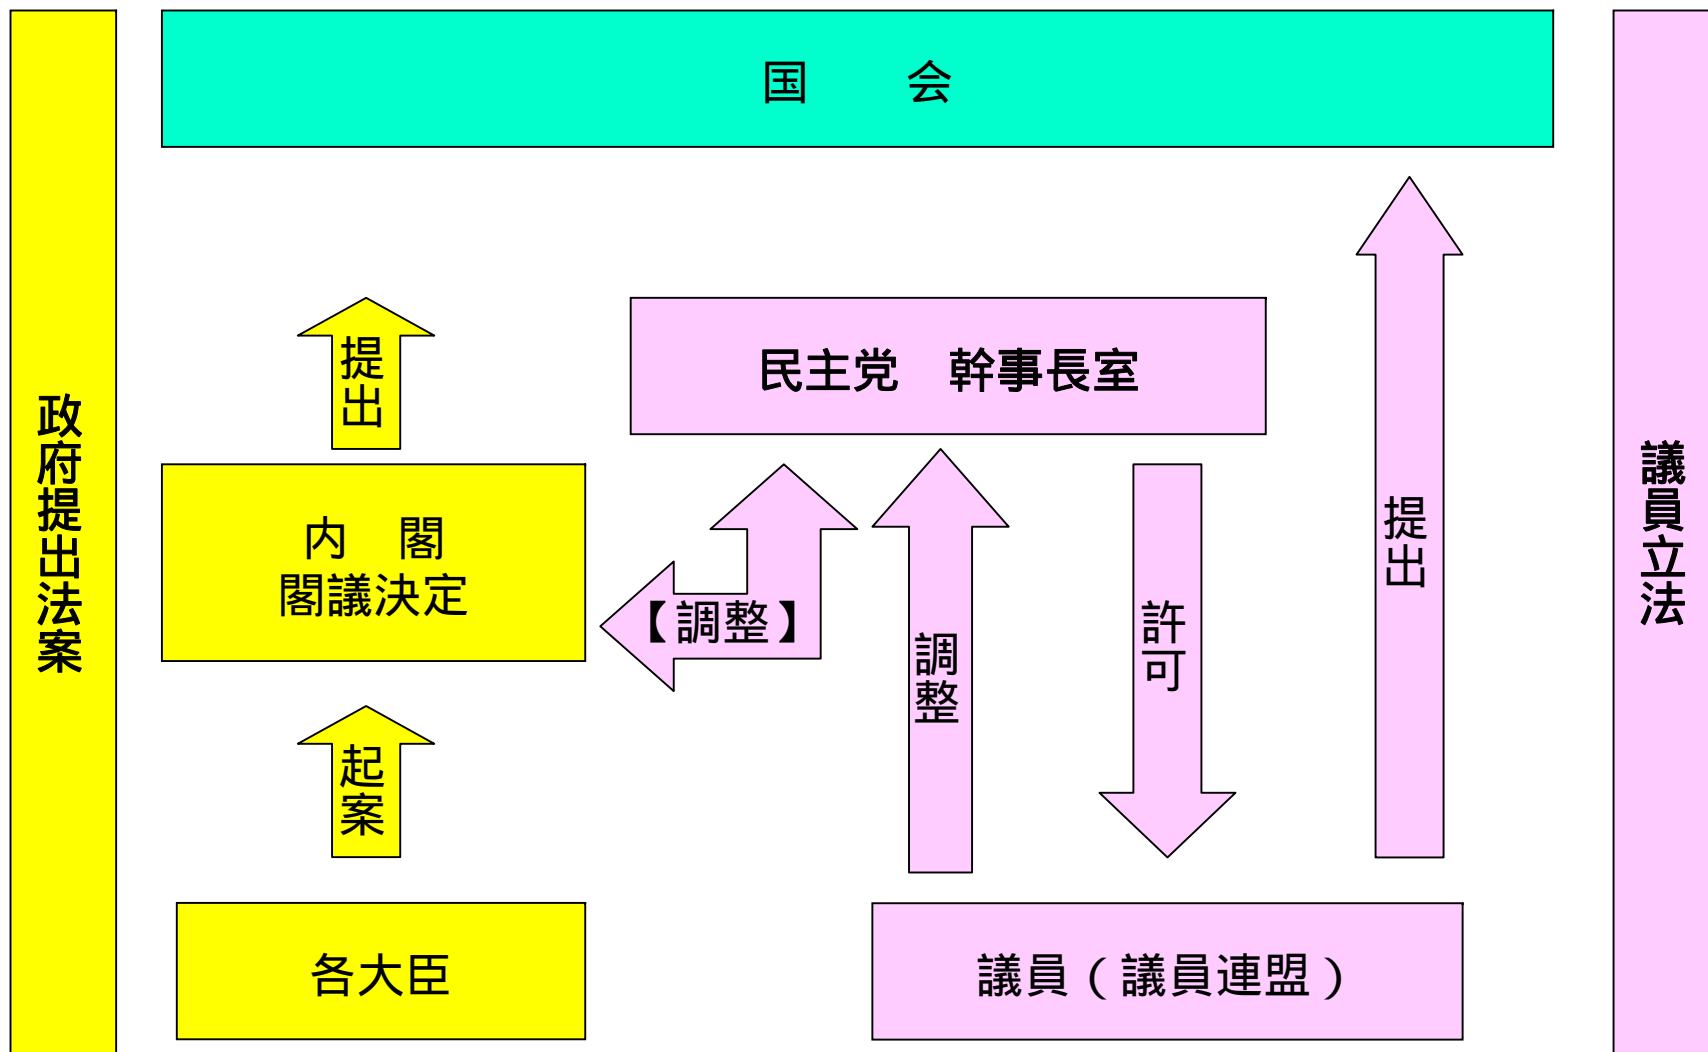 国　会
政府提出法案
提出
民主党　幹事長室
議員立法
内　閣
閣議決定
【調整】
調整
許可
提出
起案
各大臣
議員（議員連盟）